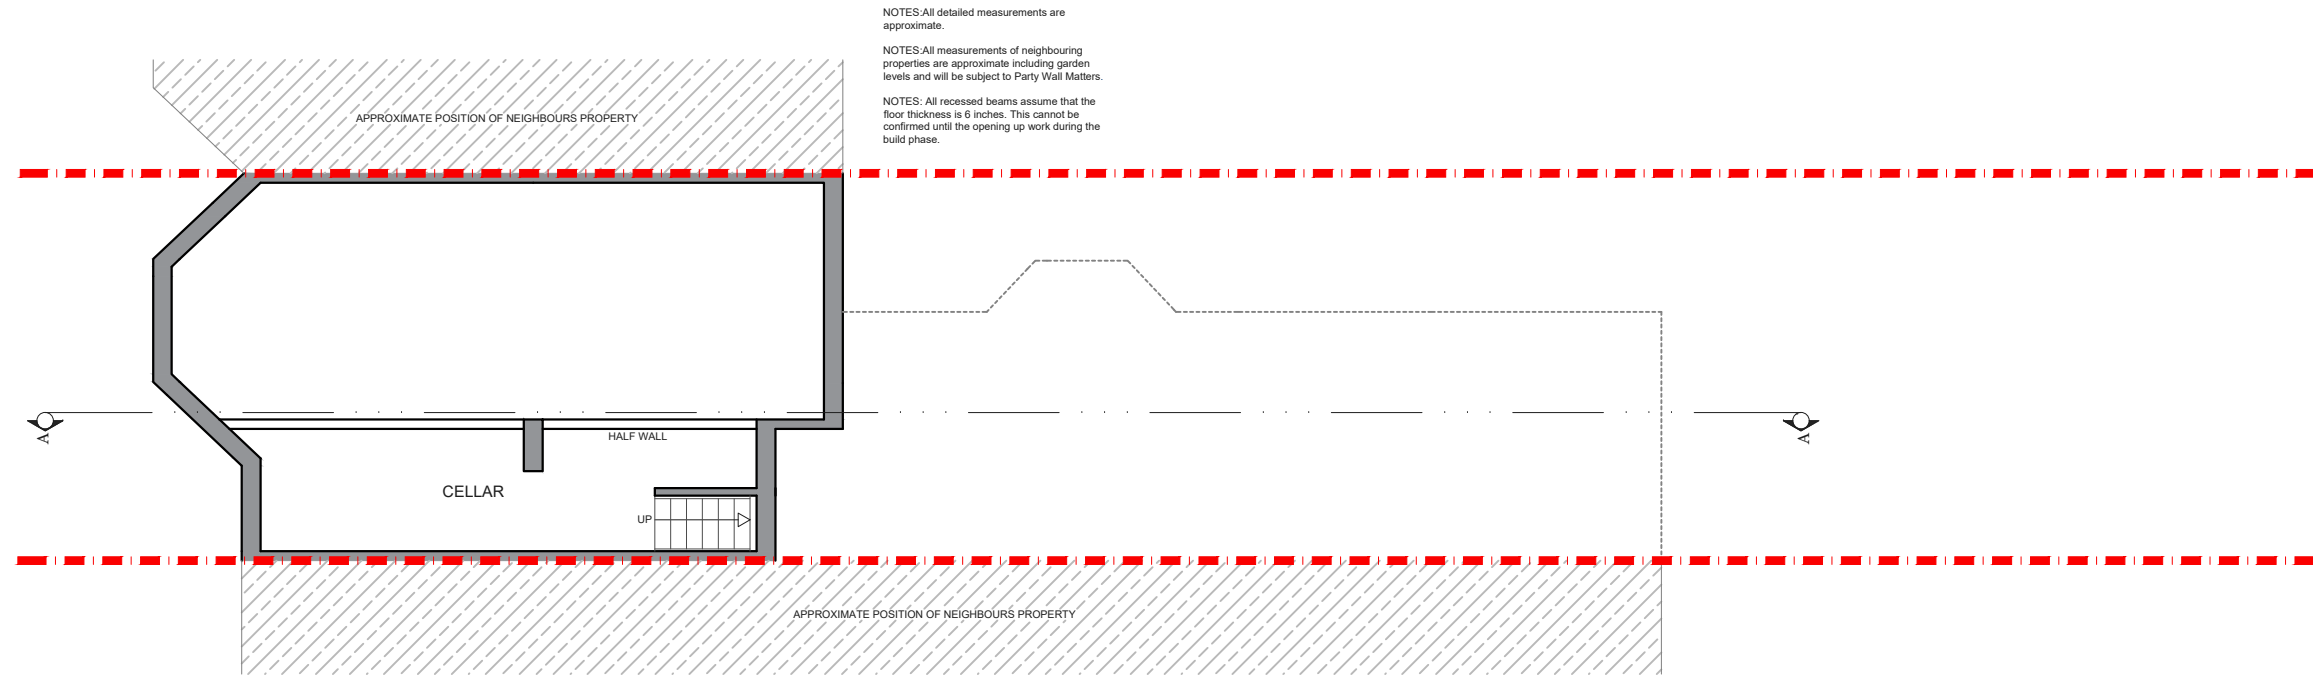 NOTES:All detailed measurements are
approximate.
NOTES:All measurements of neighbouring
properties are approximate including garden
levels and will be subject to Party Wall Matters.
NOTES: All recessed beams assume that the
floor thickness is 6 inches. This cannot be
confirmed until the opening up work during the
build phase.
APPROXIMATE POSITION OF NEIGHBOURS PROPERTY
A
A
HALF WALL
CELLAR
UP
APPROXIMATE POSITION OF NEIGHBOURS PROPERTY